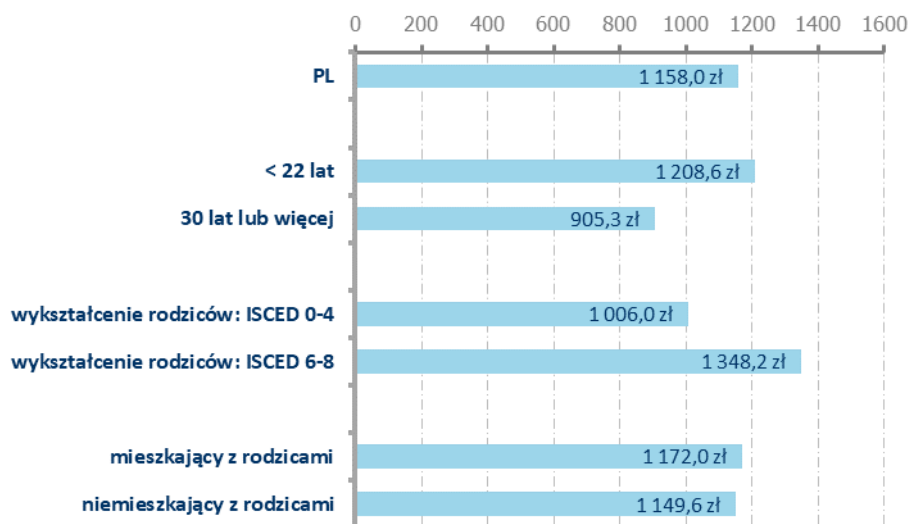 0 200 400 600 800 1000 1200 1400 1600
PL 1 158,0 zł
< 22 lat 1 208,6 zł
30 lat lub więcej 905,3 zł
wykształcenie rodziców: ISCED 0-4 1 006,0 zł
wykształcenie rodziców: ISCED 6-8 1 348,2 zł
mieszkający z rodzicami 1 172,0 zł
niemieszkający z rodzicami 1 149,6 zł